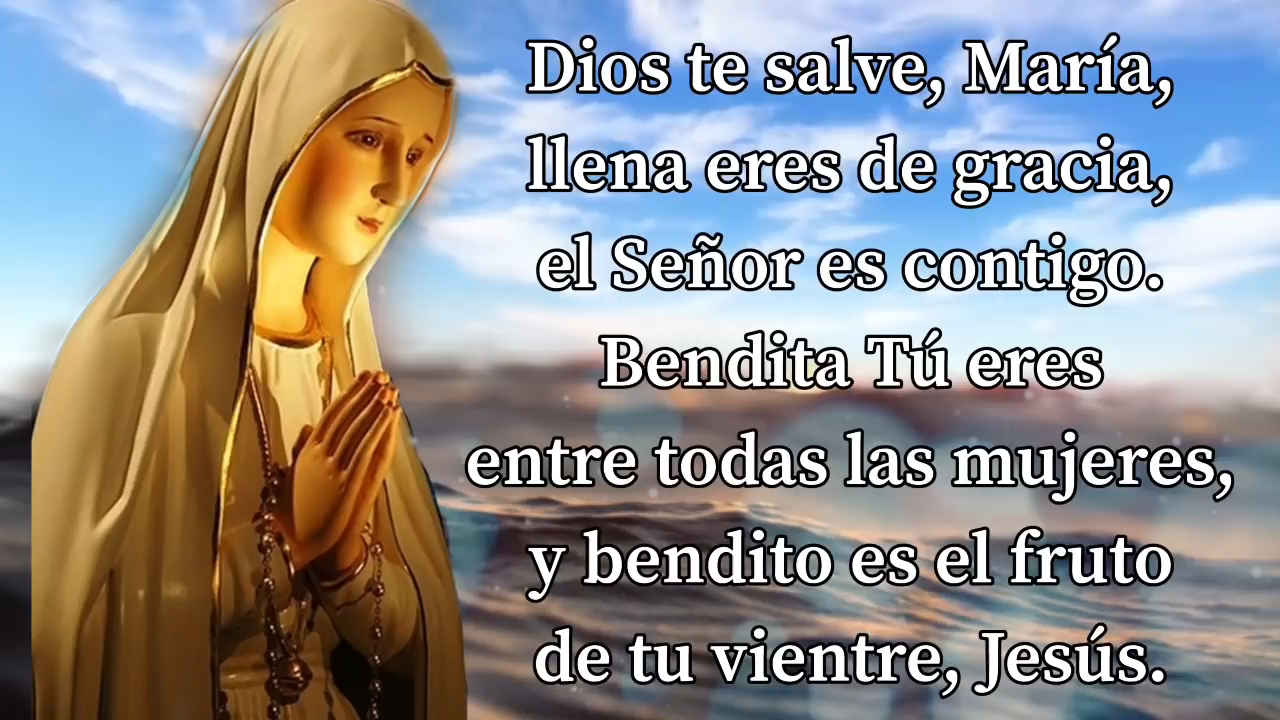 Dios te salve, María,
llena eres de gracia,
el Señor es contigo.
Bendita Tú eres
entre todas las mujeres,
y bendito es el fruto
de tu vientre, Jesús.